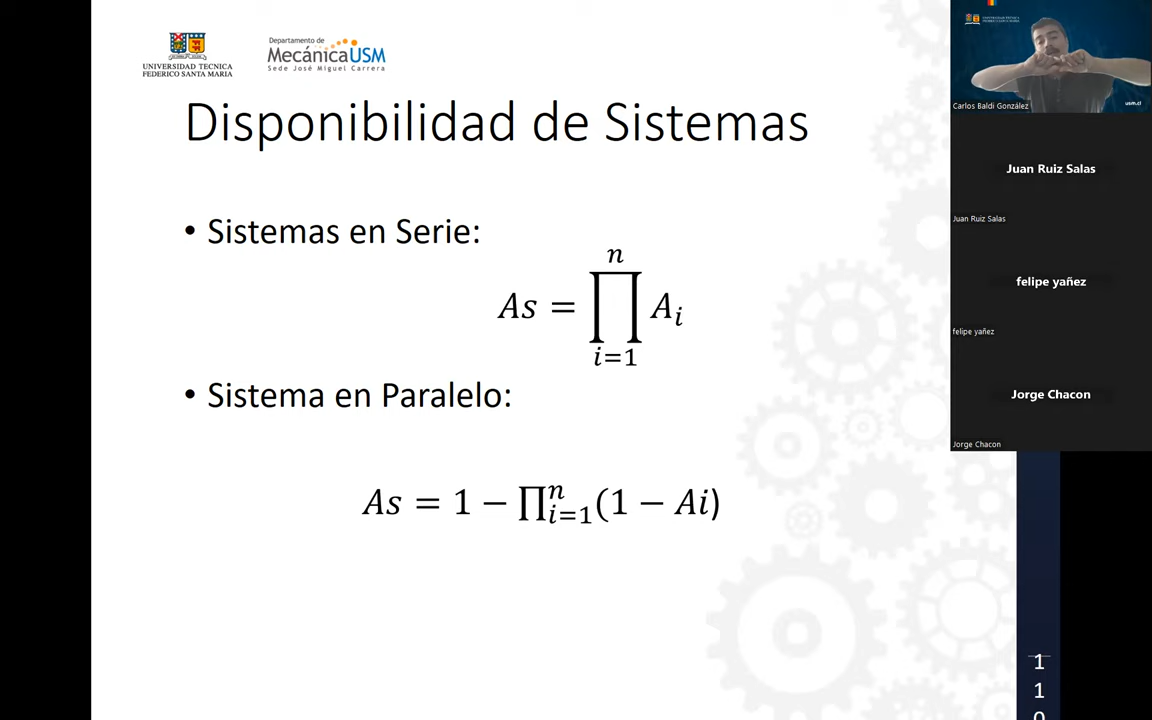 UNIVERSIDAD TECNICA
FEDERICO SANTA MARIA
Departamento de
MecánicaUSM
Sede José Miguel Carrera
Disponibilidad de Sistemas
• Sistemas en Serie:
As = ∏_{i=1}^{n} A_i
• Sistema en Paralelo:
As = 1 − ∏_{i=1}^{n}(1 − Ai)
1
1
usm.cl
Carlos Baldi González
Juan Ruiz Salas
Juan Ruiz Salas
felipe yañez
felipe yañez
Jorge Chacon
Jorge Chacon